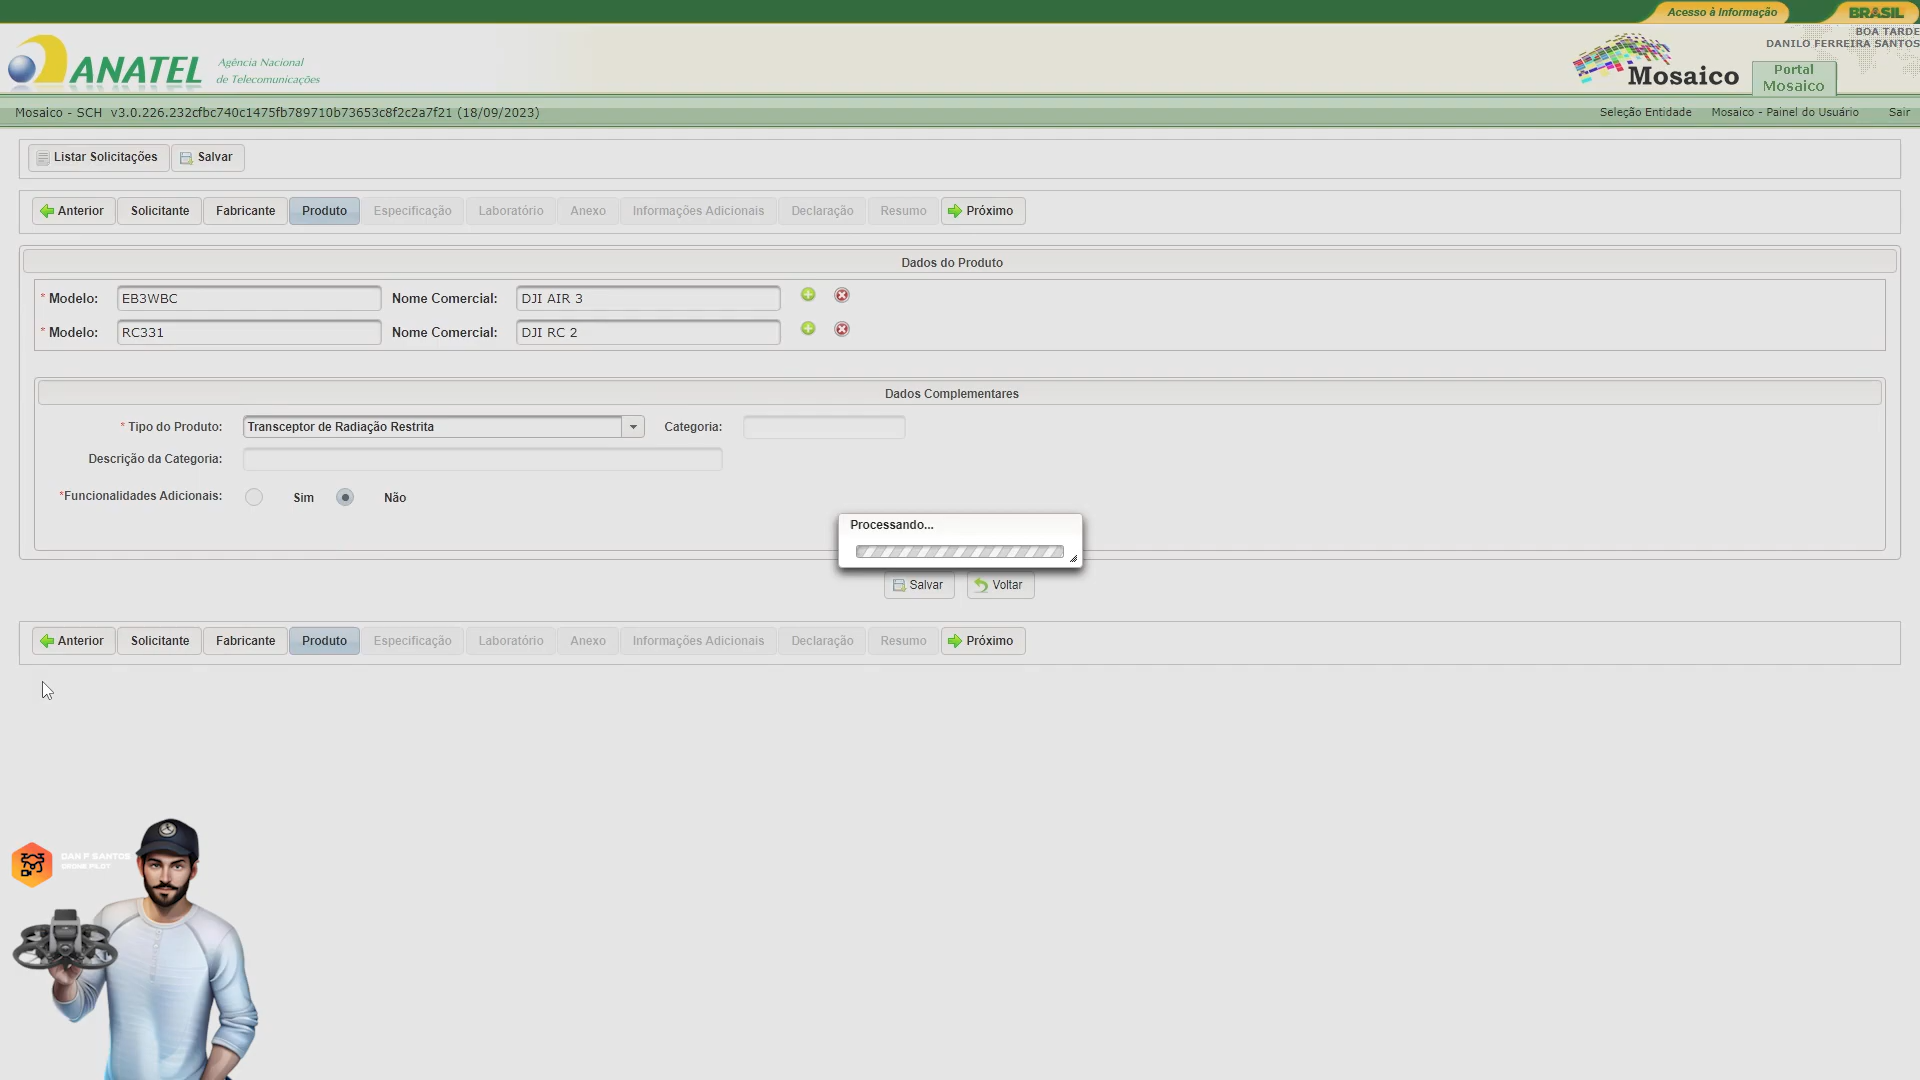 Acesso à Informação
BRASIL
BOA TARDE
DANILO FERREIRA SANTOS
ANATEL
Agência Nacional
de Telecomunicações
Mosaico
Portal
Mosaico
Mosaico - SCH v3.0.226.232cfbc740c1475fb789710b73653c8f2c2a7f21 (18/09/2023)
Seleção Entidade Mosaico - Painel do Usuário Sair
Listar Solicitações Salvar
Anterior Solicitante Fabricante Produto Especificação Laboratório Anexo Informações Adicionais Declaração Resumo Próximo
Dados do Produto
* Modelo: EB3WBC Nome Comercial: DJI AIR 3
* Modelo: RC331 Nome Comercial: DJI RC 2
Dados Complementares
* Tipo do Produto: Transceptor de Radiação Restrita Categoria:
Descrição da Categoria:
*Funcionalidades Adicionais: Sim Não
Processando...
Salvar Voltar
Anterior Solicitante Fabricante Produto Especificação Laboratório Anexo Informações Adicionais Declaração Resumo Próximo
DAN F SANTOS
DRONE PILOT